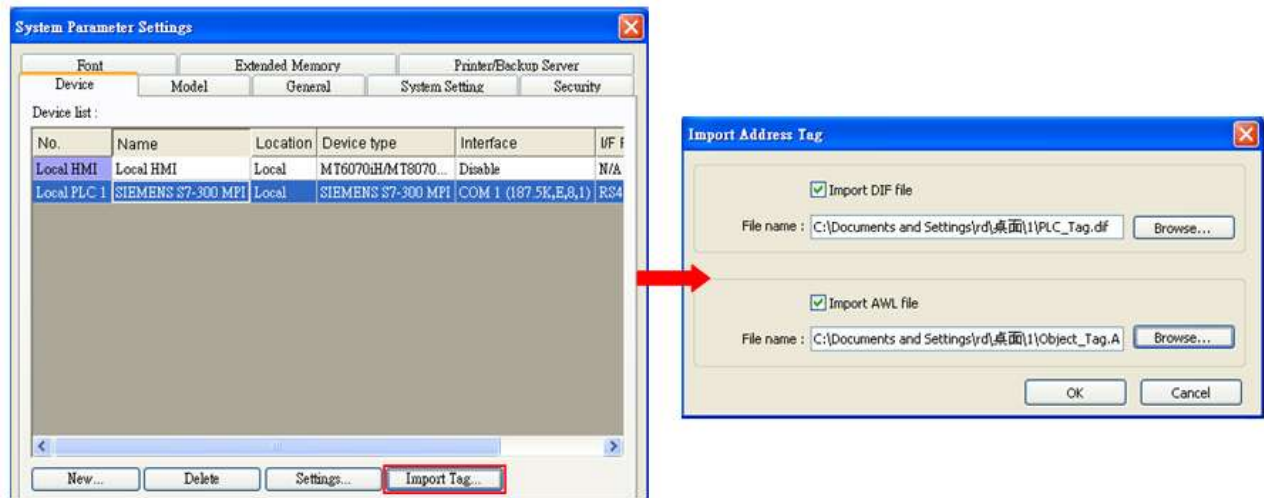 System Parameter Settings
Font Extended Memory Printer/Backup Server
Device Model General System Setting Security
Device list :
No. Name Location Device type Interface I/F
Local HMI Local HMI Local MT6070iH/MT8070... Disable N/A
Local PLC 1 SIEMENS S7-300 MPI Local SIEMENS S7-300 MPI COM 1 (187.5K,E,8,1) RS4
New... Delete Settings... Import Tag...
Import Address Tag
Import DIF file
File name : C:\Documents and Settings\rd\桌面\1\PLC_Tag.dif Browse...
Import AWL file
File name : C:\Documents and Settings\rd\桌面\1\Object_Tag.A Browse...
OK Cancel